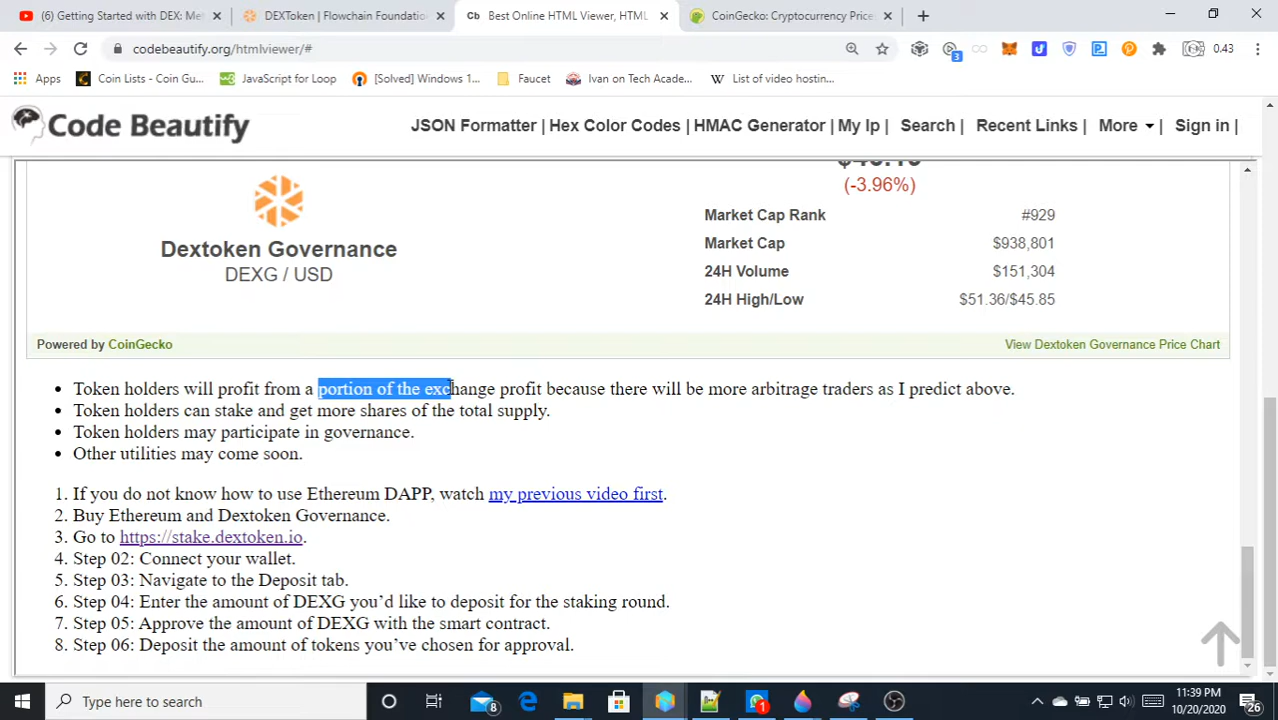 (6) Getting Started with DEX: Me
DEXToken | Flowchain Foundatio
Cb Best Online HTML Viewer, HTML
CoinGecko: Cryptocurrency Price
codebeautify.org/htmlviewer/#
3
0.43
Apps
Coin Lists - Coin Gu...
JavaScript for Loop
[Solved] Windows 1...
Faucet
Ivan on Tech Acade...
W List of video hostin...
Code Beautify
JSON Formatter | Hex Color Codes | HMAC Generator | My Ip | Search | Recent Links | More | Sign in |
(-3.96%)
Dextoken Governance
DEXG / USD
Market Cap Rank #929
Market Cap $938,801
24H Volume $151,304
24H High/Low $51.36/$45.85
Powered by CoinGecko
View Dextoken Governance Price Chart
• Token holders will profit from a portion of the exchange profit because there will be more arbitrage traders as I predict above.
• Token holders can stake and get more shares of the total supply.
• Token holders may participate in governance.
• Other utilities may come soon.
1. If you do not know how to use Ethereum DAPP, watch my previous video first.
2. Buy Ethereum and Dextoken Governance.
3. Go to https://stake.dextoken.io.
4. Step 02: Connect your wallet.
5. Step 03: Navigate to the Deposit tab.
6. Step 04: Enter the amount of DEXG you’d like to deposit for the staking round.
7. Step 05: Approve the amount of DEXG with the smart contract.
8. Step 06: Deposit the amount of tokens you’ve chosen for approval.
Type here to search
8
1
11:39 PM
10/20/2020
26